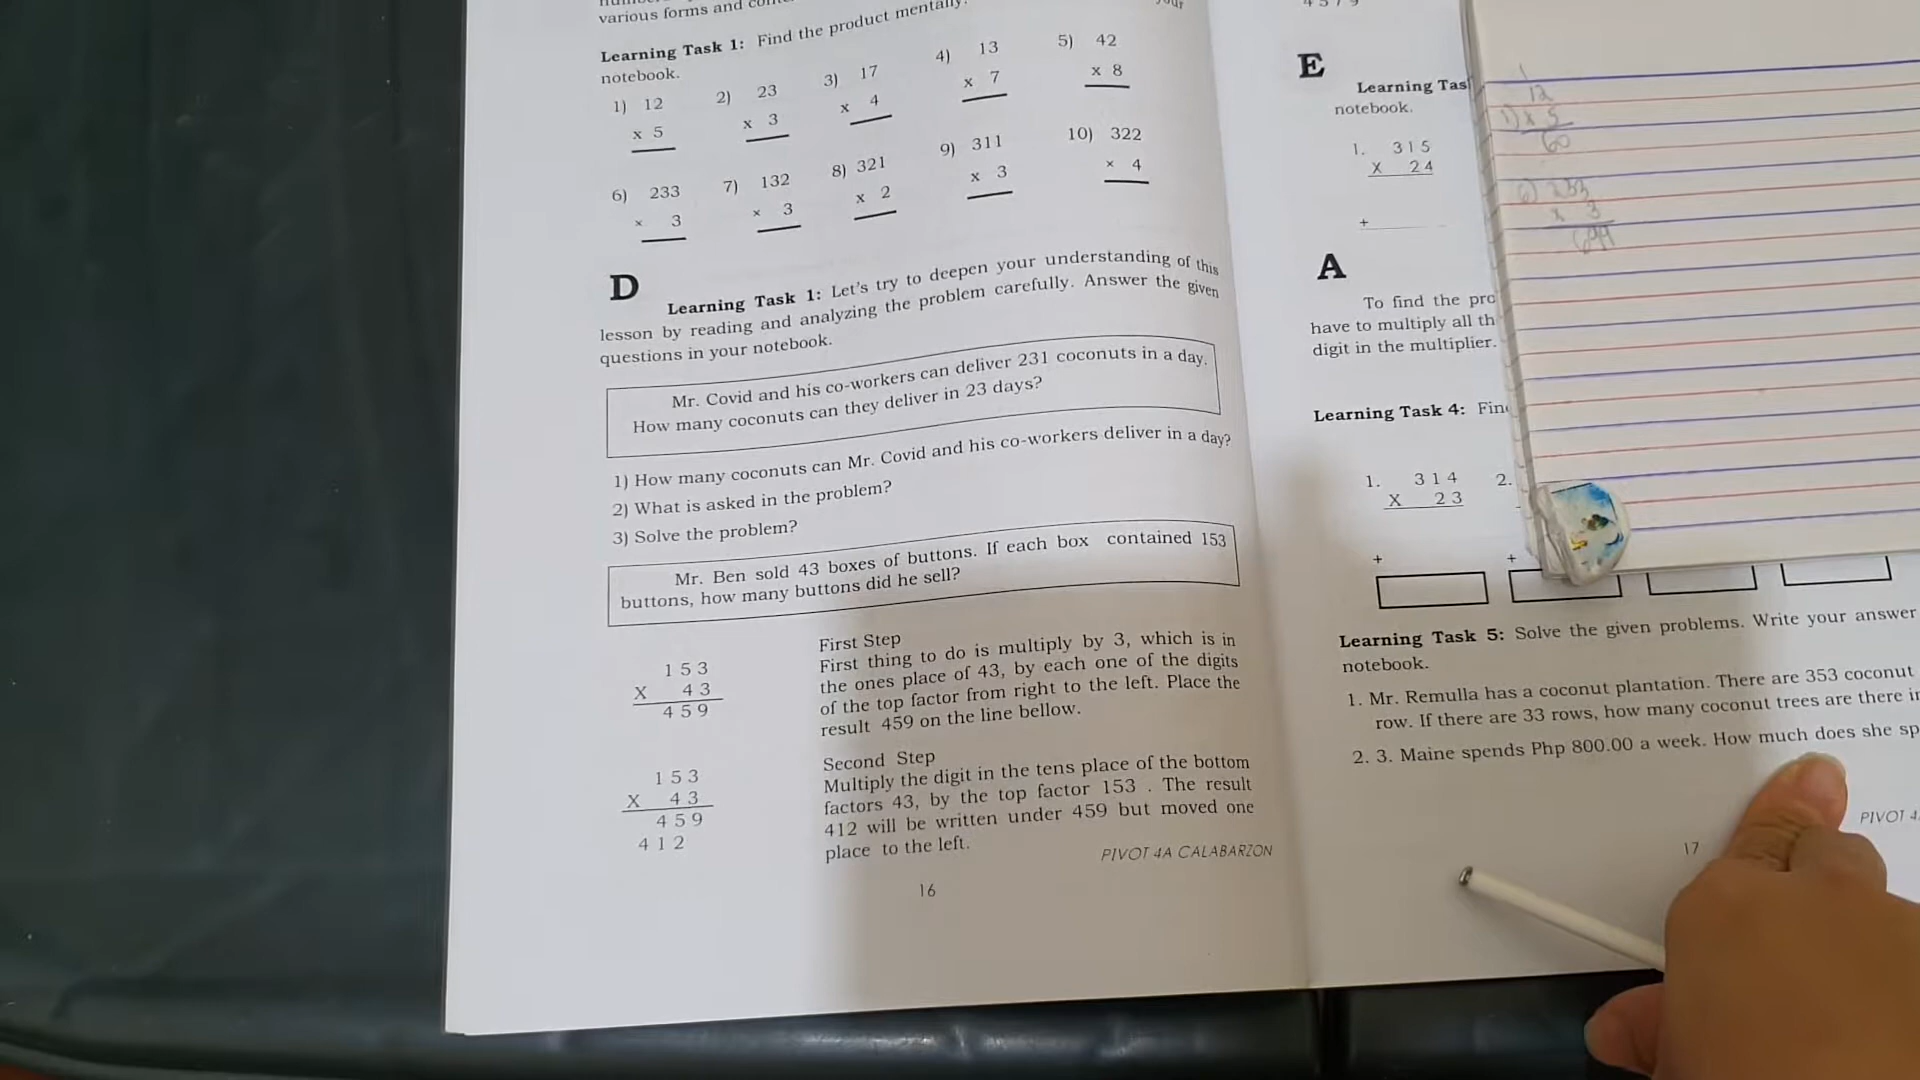 various forms and
Learning Task 1: Find the product mentally.
notebook.
1) 12
x 5
2) 23
x 3
3) 17
x 4
4) 13
x 7
5) 42
x 8
6) 233
x 3
7) 132
x 3
8) 321
x 2
9) 311
x 3
10) 322
x 4
D
Learning Task 1: Let's try to deepen your understanding of this
lesson by reading and analyzing the problem carefully. Answer the given
questions in your notebook.
Mr. Covid and his co-workers can deliver 231 coconuts in a day.
How many coconuts can they deliver in 23 days?
1) How many coconuts can Mr. Covid and his co-workers deliver in a day?
2) What is asked in the problem?
3) Solve the problem?
Mr. Ben sold 43 boxes of buttons. If each box contained 153
buttons, how many buttons did he sell?
153
X 43
459
First Step
First thing to do is multiply by 3, which is in
the ones place of 43, by each one of the digits
of the top factor from right to the left. Place the
result 459 on the line bellow.
153
X 43
459
412
Second Step
Multiply the digit in the tens place of the bottom
factors 43, by the top factor 153 . The result
412 will be written under 459 but moved one
place to the left.
PIVOT 4A CALABARZON
16
E
Learning Tas
notebook.
1. 315
X 24
+
A
To find the pro
have to multiply all th
digit in the multiplier.
Learning Task 4: Fin
1. 314
X 23
2.
+
+
Learning Task 5: Solve the given problems. Write your answer
notebook.
1. Mr. Remulla has a coconut plantation. There are 353 coconut
row. If there are 33 rows, how many coconut trees are there in
2. 3. Maine spends Php 800.00 a week. How much does she sp
PIVOT 4
17
1
12
1) x 5
60
6) 233
x 3
699